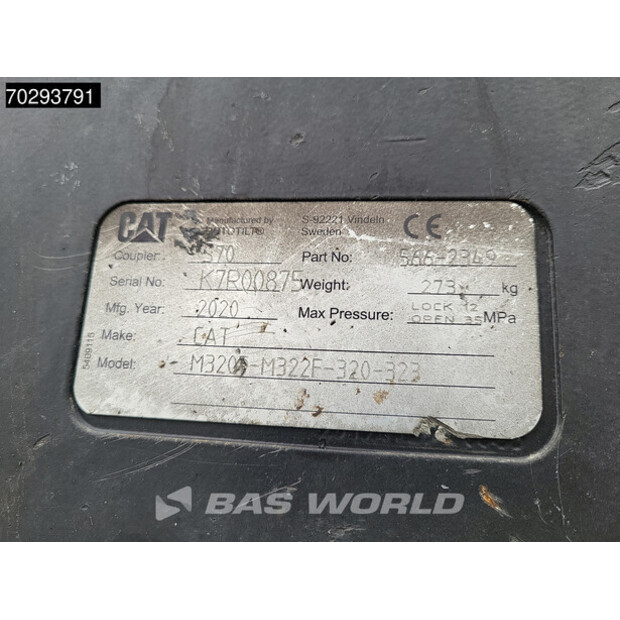 70293791
CAT Manufactured by S-92221 Vindeln CE
Sweden
Coupler: S70 Part No: 566-2349
Serial No: K7R00875 Weight: 273 kg
Mfg. Year: 2020 Max Pressure: LOCK 12 OPEN 35 MPa
Make: CAT
Model: M320F-M322F-320-323
5409115
BAS WORLD